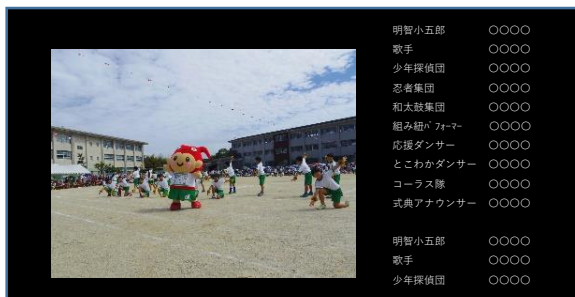 明智小五郎 ○○○○
歌手 ○○○○
少年探偵団 ○○○○
忍者集団 ○○○○
和太鼓集団 ○○○○
組み紐ﾊﾟﾌｫｰﾏｰ ○○○○
応援ダンサー ○○○○
とこわかダンサー ○○○○
コーラス隊 ○○○○
式典アナウンサー ○○○○
明智小五郎 ○○○○
歌手 ○○○○
少年探偵団 ○○○○